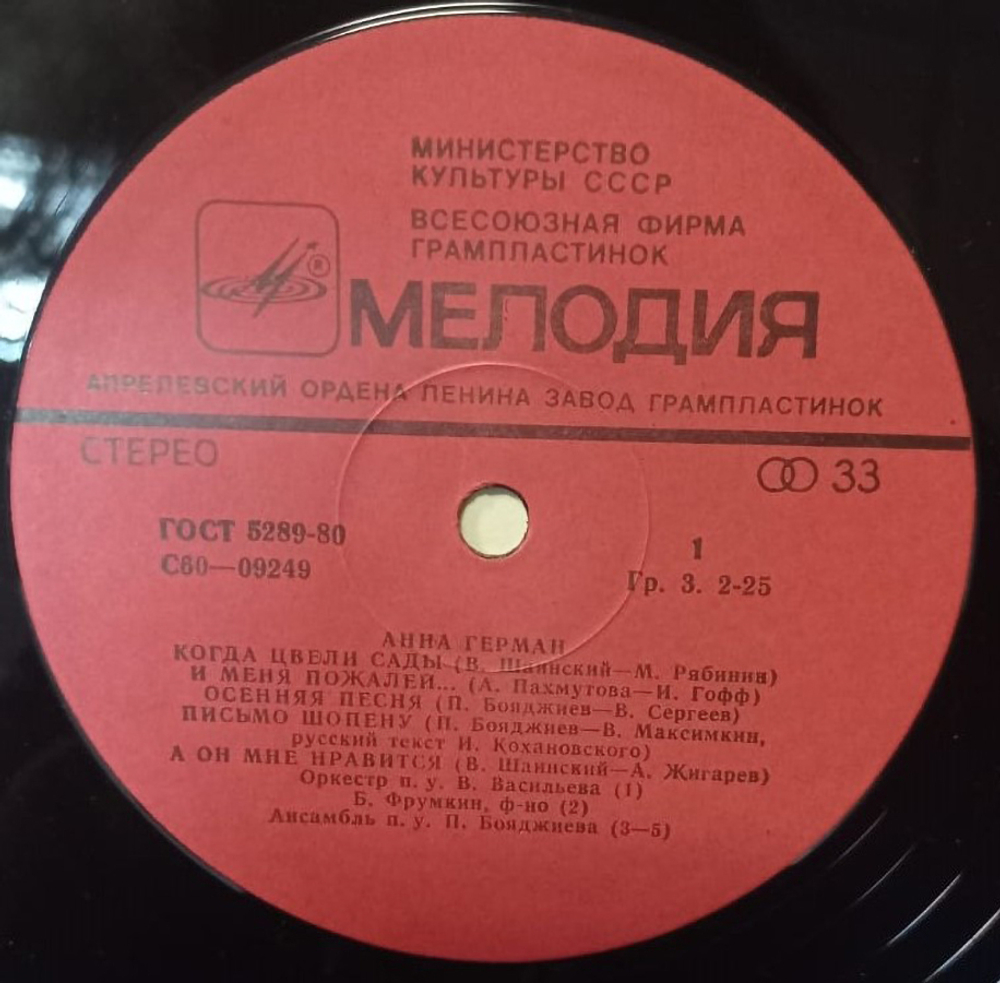 МИНИСТЕРСТВО
КУЛЬТУРЫ СССР
ВСЕСОЮЗНАЯ ФИРМА
ГРАМПЛАСТИНОК
®
МЕЛОДИЯ
АПРЕЛЕВСКИЙ ОРДЕНА ЛЕНИНА ЗАВОД ГРАМПЛАСТИНОК
СТЕРЕО
33
ГОСТ 5289-80
С60—09249
1
Гр. 3. 2-25
АННА ГЕРМАН
КОГДА ЦВЕЛИ САДЫ (В. Шаинский—М. Рябинин)
И МЕНЯ ПОЖАЛЕЙ... (А. Пахмутова—И. Гофф)
ОСЕННЯЯ ПЕСНЯ (П. Бояджиев—В. Сергеев)
ПИСЬМО ШОПЕНУ (П. Бояджиев—В. Максимкин,
русский текст И. Кохановского)
А ОН МНЕ НРАВИТСЯ (В. Шаинский—А. Жигарев)
Оркестр п. у. В. Васильева (1)
Б. Фрумкин, ф-но (2)
Ансамбль п. у. П. Бояджиева (3—5)